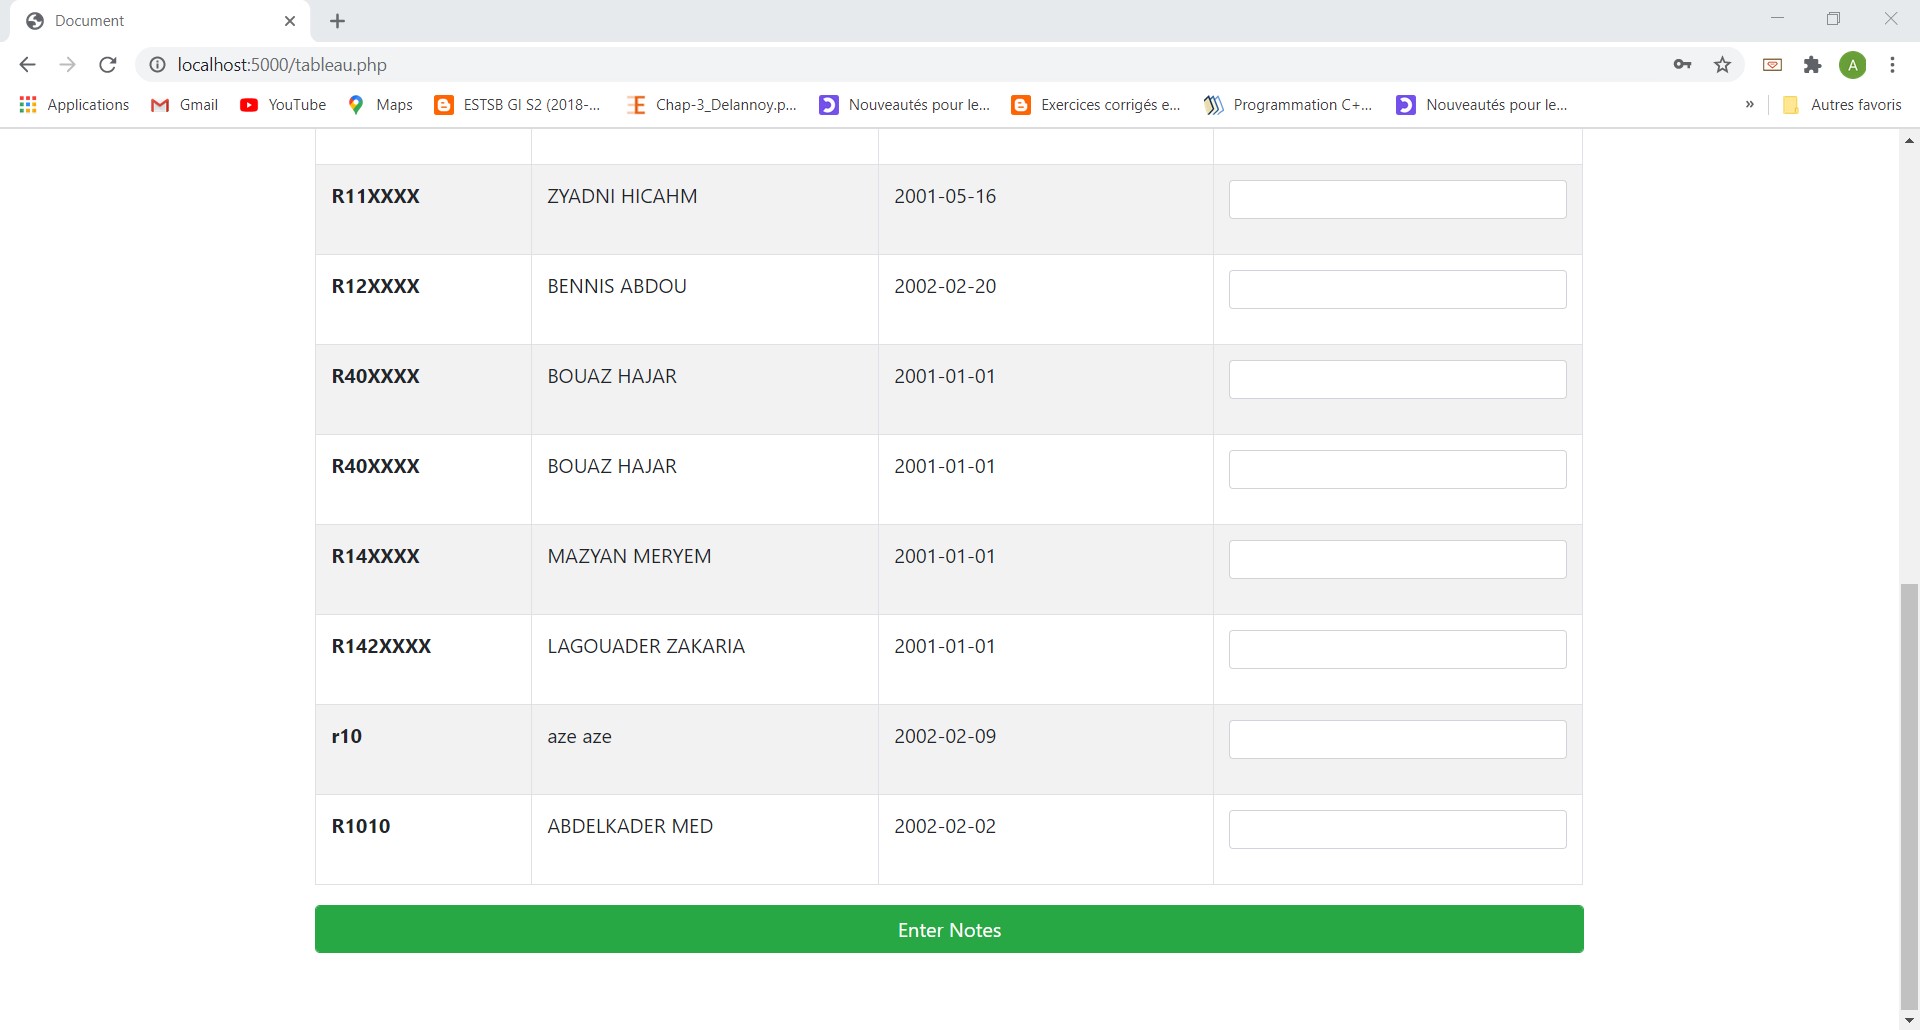 Document
localhost:5000/tableau.php
A
Applications Gmail YouTube Maps ESTSB GI S2 (2018-... Chap-3_Delannoy.p... Nouveautés pour le... Exercices corrigés e... Programmation C+... Nouveautés pour le... » Autres favoris
R11XXXX ZYADNI HICAHM 2001-05-16
R12XXXX BENNIS ABDOU 2002-02-20
R40XXXX BOUAZ HAJAR 2001-01-01
R40XXXX BOUAZ HAJAR 2001-01-01
R14XXXX MAZYAN MERYEM 2001-01-01
R142XXXX LAGOUADER ZAKARIA 2001-01-01
r10 aze aze 2002-02-09
R1010 ABDELKADER MED 2002-02-02
Enter Notes